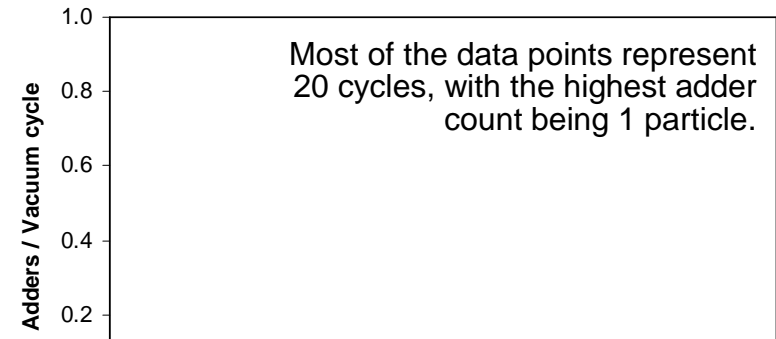 1.0
Most of the data points represent
20 cycles, with the highest adder
count being 1 particle.
0.8
0.6
0.4
0.2
Adders / Vacuum cycle